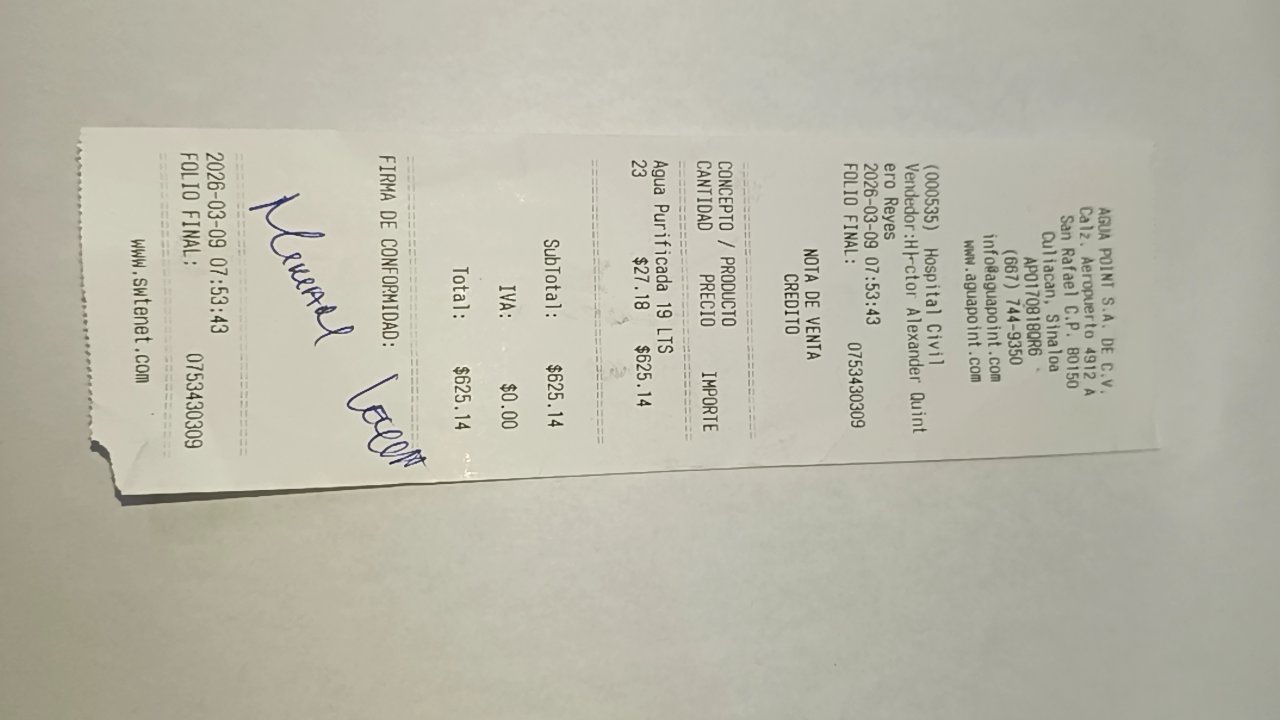 AGUA POINT S.A. DE C.V.
Calz. Aeropuerto 4912 A
San Rafael C.P. 80150
Culiacan, Sinaloa
APO1708180R6
(667) 744-9350
info@aguapoint.com
www.aguapoint.com
(000535) Hospital Civil
Vendedor:H├ctor Alexander Quint
ero Reyes
2026-03-09 07:53:43
FOLIO FINAL: 0753430309
NOTA DE VENTA
CREDITO
CONCEPTO / PRODUCTO
CANTIDAD PRECIO IMPORTE
Agua Purificada 19 LTS
23 $27.18 $625.14
SubTotal: $625.14
IVA: $0.00
Total: $625.14
FIRMA DE CONFORMIDAD:
2026-03-09 07:53:43
FOLIO FINAL: 0753430309
www.swtenet.com